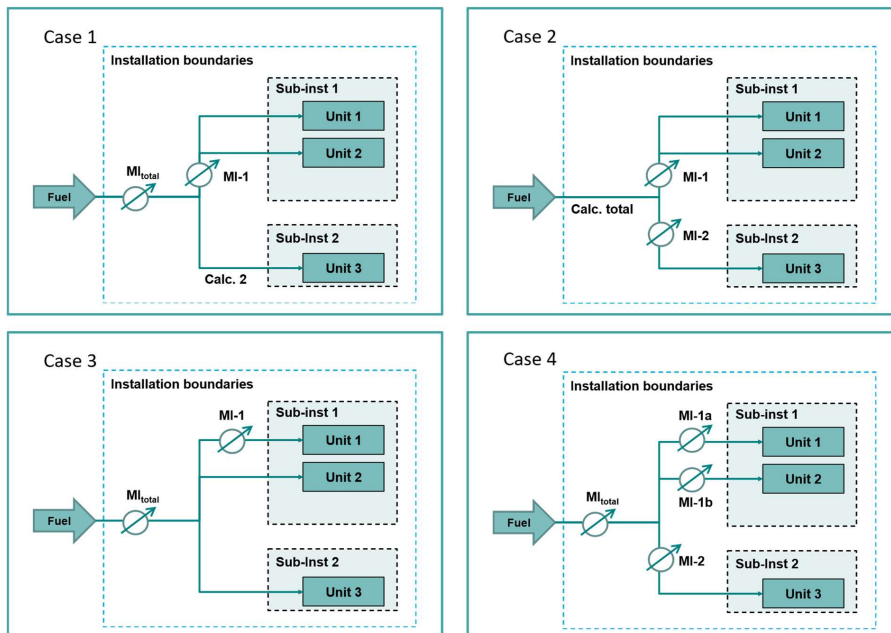 Case 1
Installation boundaries
Sub-inst 1
Unit 1
Unit 2
MI-1
MItotal
Fuel
Sub-Inst 2
Unit 3
Calc. 2
Case 2
Installation boundaries
Sub-inst 1
Unit 1
Unit 2
MI-1
Fuel
Calc. total
MI-2
Sub-Inst 2
Unit 3
Case 3
Installation boundaries
Sub-inst 1
MI-1
Unit 1
Unit 2
MItotal
Fuel
Sub-Inst 2
Unit 3
Case 4
Installation boundaries
Sub-inst 1
MI-1a
Unit 1
Unit 2
MI-1b
MItotal
Fuel
MI-2
Sub-Inst 2
Unit 3